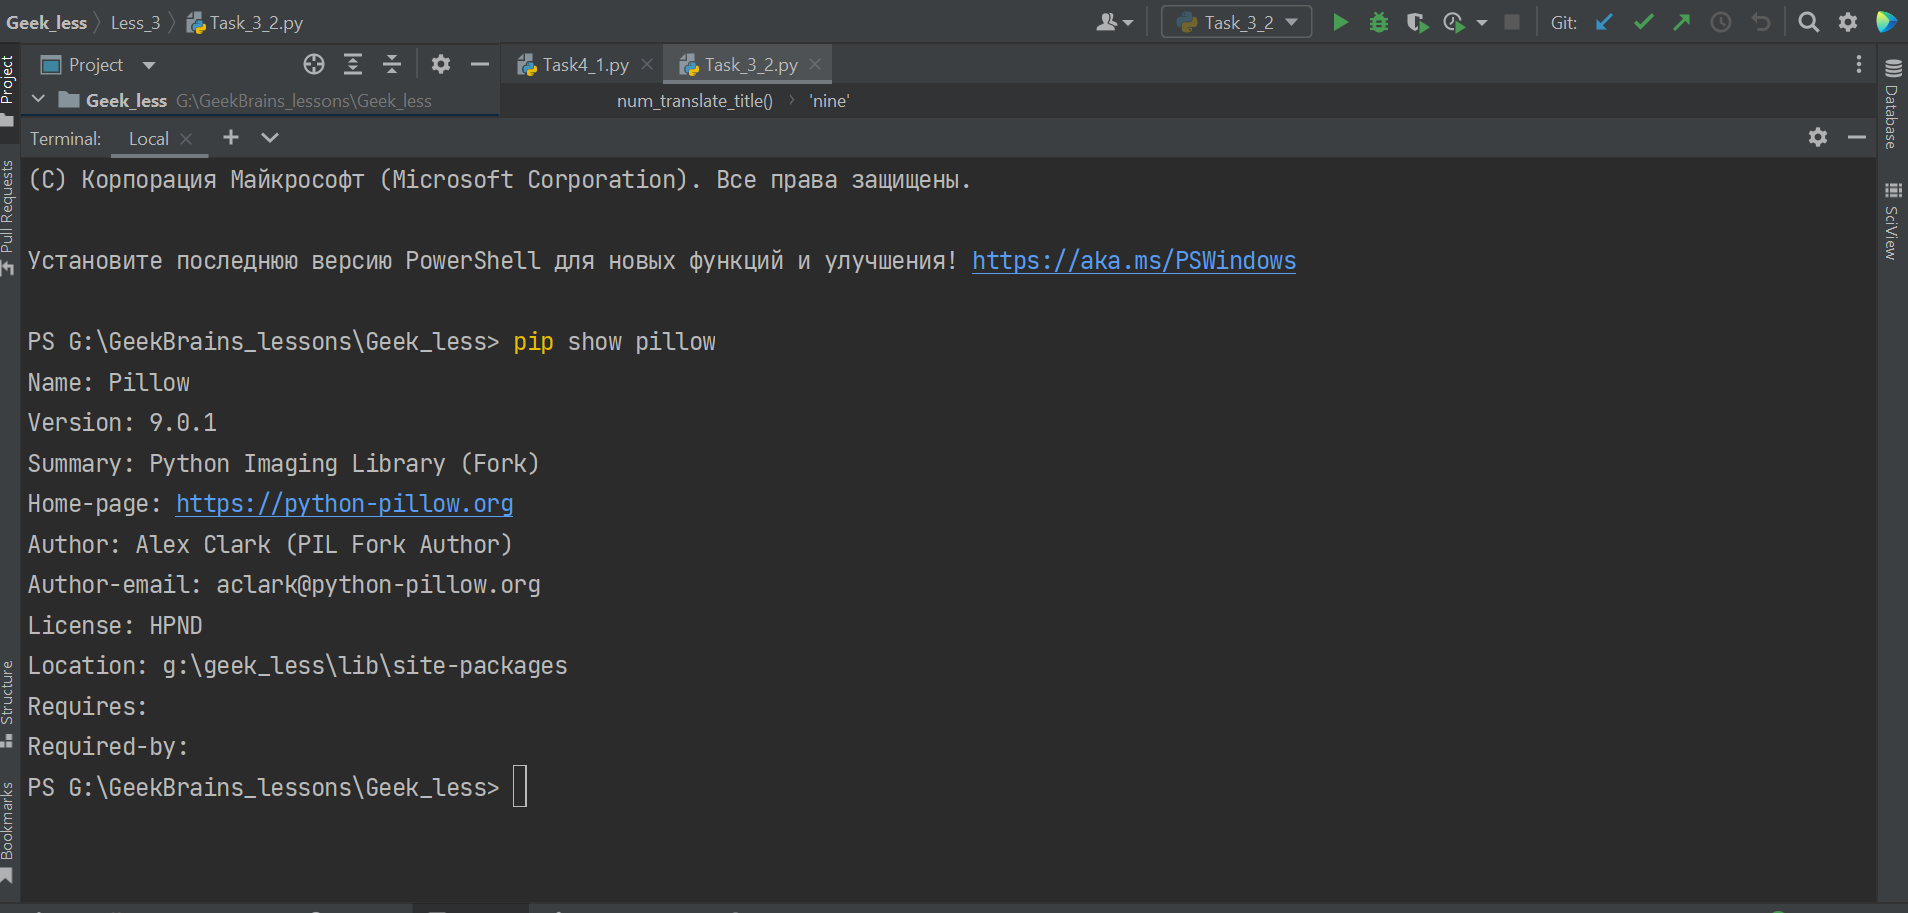 Geek_less Less_3 Task_3_2.py Task_3_2 Git:
Project
Project Task4_1.py Task_3_2.py
Geek_less G:\GeekBrains_lessons\Geek_less num_translate_title() 'nine'
Database
Terminal: Local
Pull Requests
SciView
(C) Корпорация Майкрософт (Microsoft Corporation). Все права защищены.
Установите последнюю версию PowerShell для новых функций и улучшения! https://aka.ms/PSWindows
PS G:\GeekBrains_lessons\Geek_less> pip show pillow
Name: Pillow
Version: 9.0.1
Summary: Python Imaging Library (Fork)
Home-page: https://python-pillow.org
Author: Alex Clark (PIL Fork Author)
Author-email: aclark@python-pillow.org
License: HPND
Location: g:\geek_less\lib\site-packages
Requires:
Required-by:
PS G:\GeekBrains_lessons\Geek_less>
Structure
Bookmarks